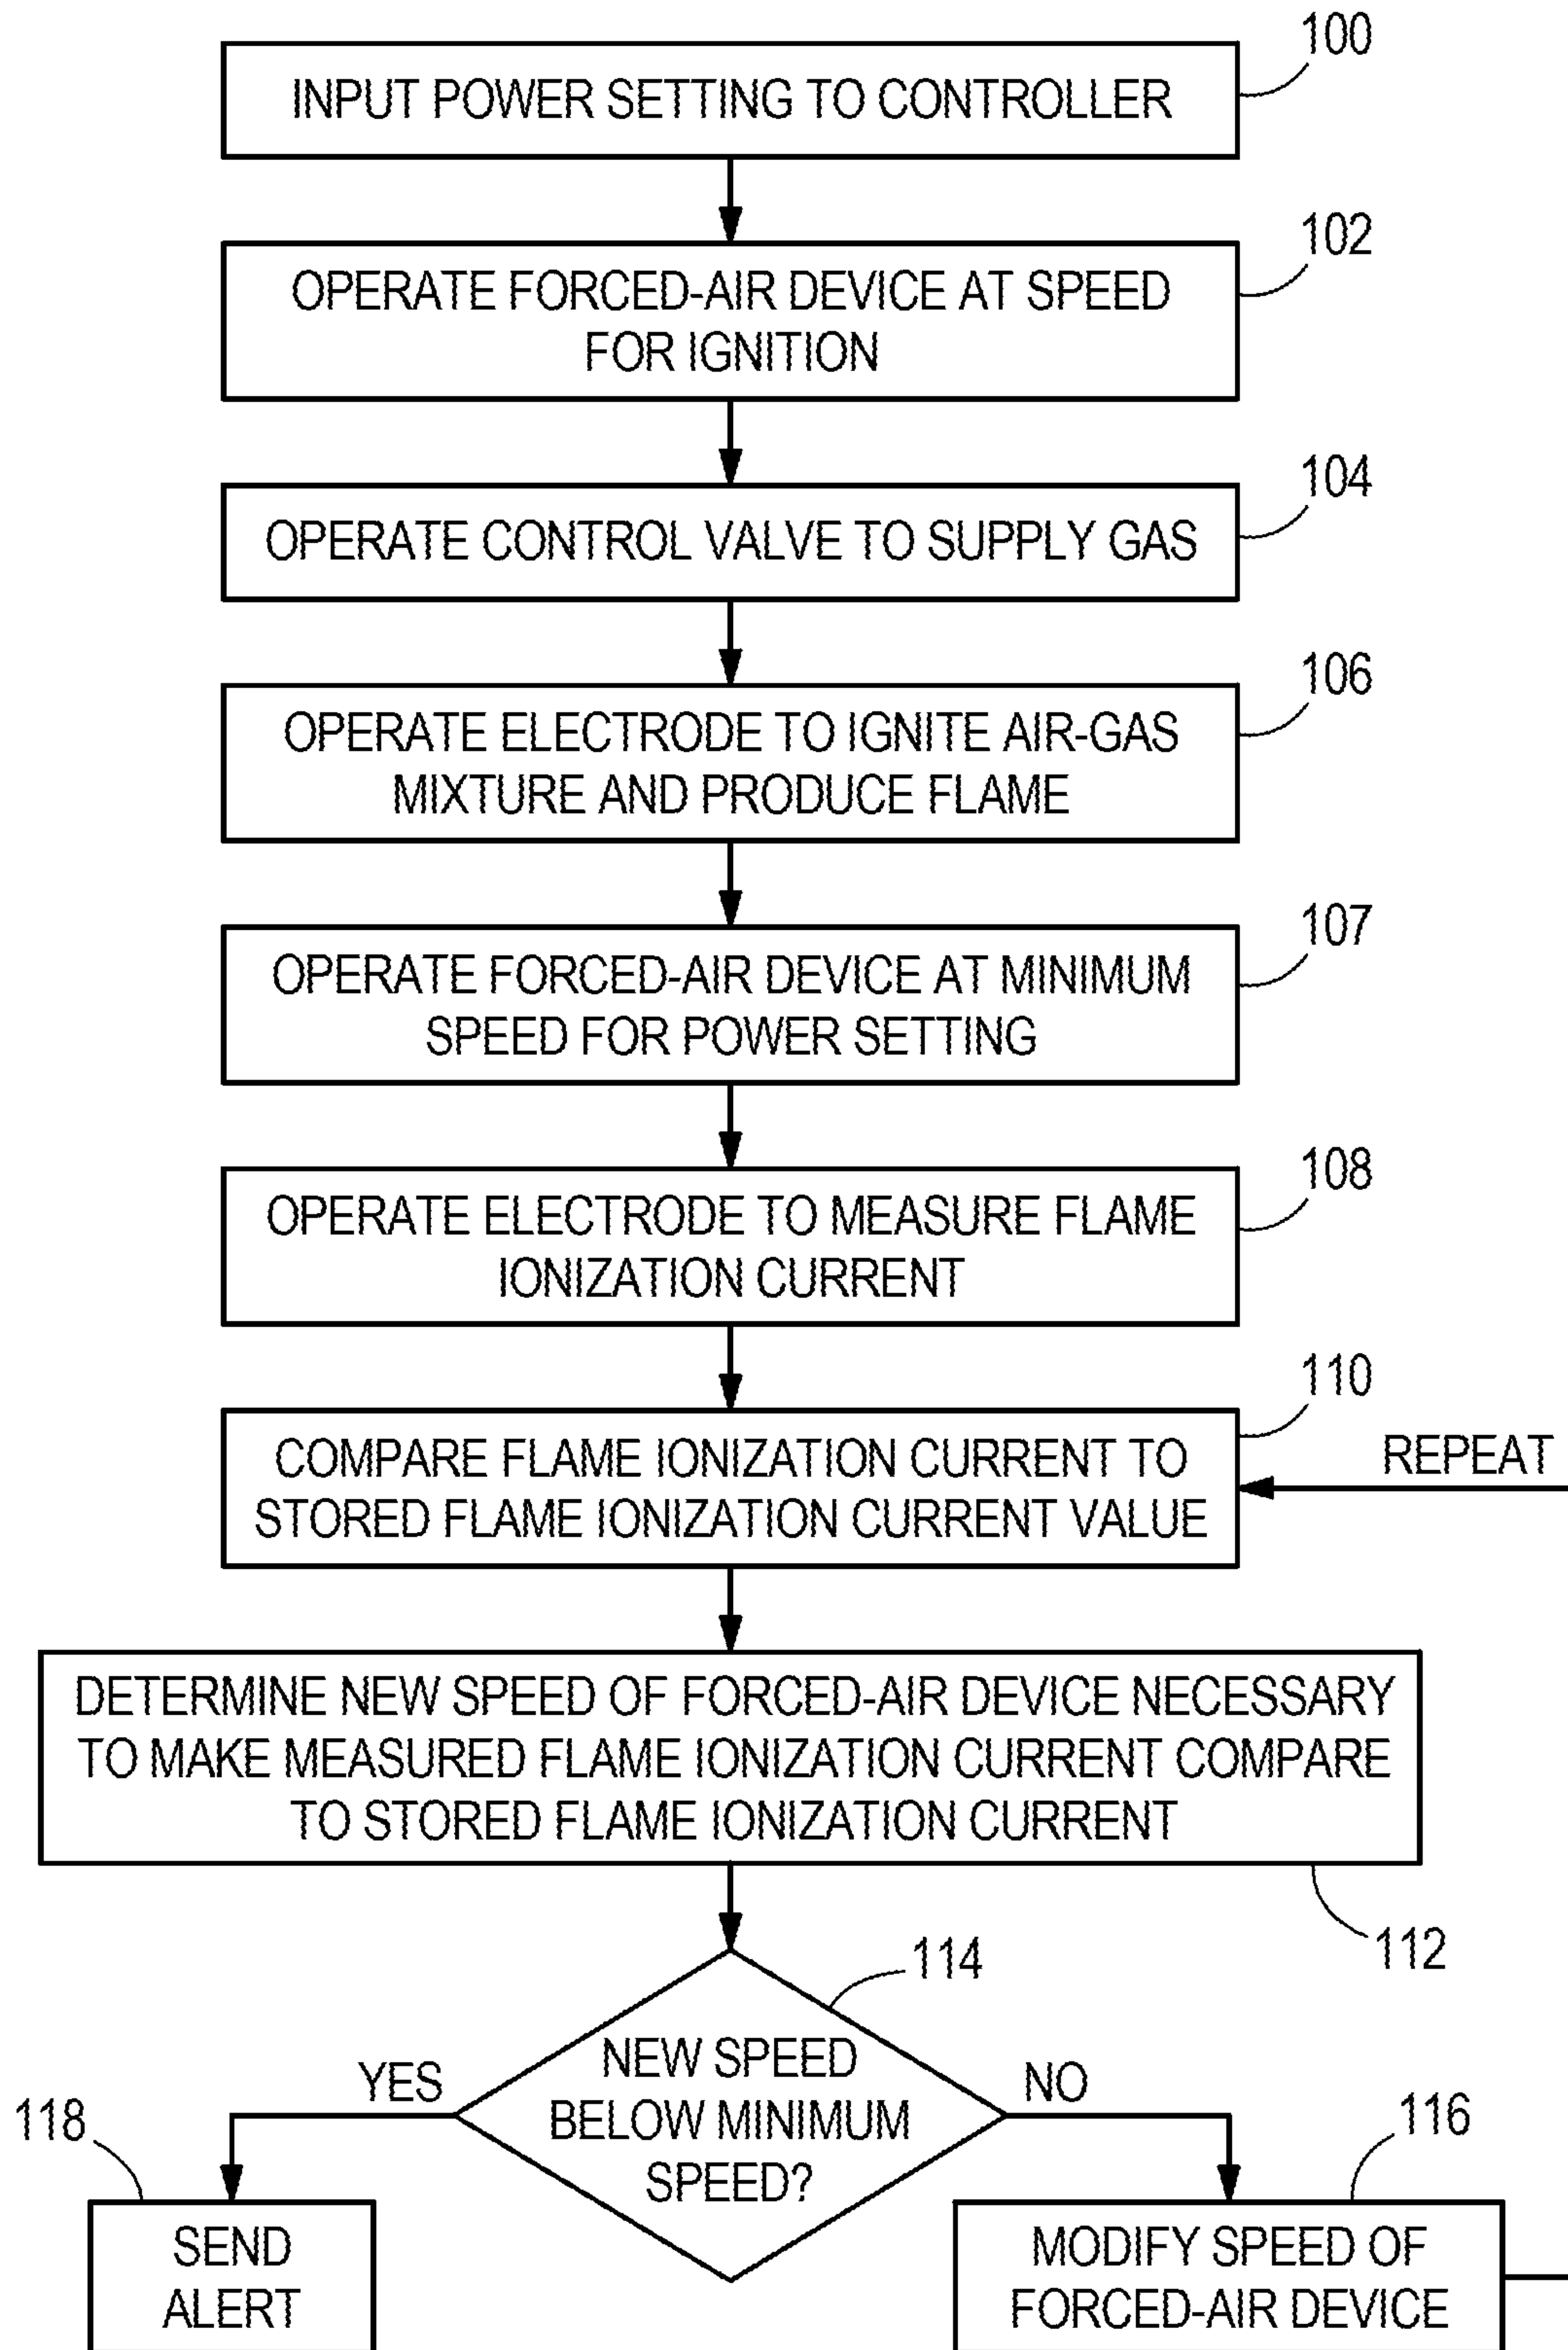 100
INPUT POWER SETTING TO CONTROLLER
102
OPERATE FORCED-AIR DEVICE AT SPEED
FOR IGNITION
104
OPERATE CONTROL VALVE TO SUPPLY GAS
106
OPERATE ELECTRODE TO IGNITE AIR-GAS
MIXTURE AND PRODUCE FLAME
107
OPERATE FORCED-AIR DEVICE AT MINIMUM
SPEED FOR POWER SETTING
108
OPERATE ELECTRODE TO MEASURE FLAME
IONIZATION CURRENT
110
COMPARE FLAME IONIZATION CURRENT TO
STORED FLAME IONIZATION CURRENT VALUE
REPEAT
DETERMINE NEW SPEED OF FORCED-AIR DEVICE NECESSARY
TO MAKE MEASURED FLAME IONIZATION CURRENT COMPARE
TO STORED FLAME IONIZATION CURRENT
112
114
NEW SPEED
BELOW MINIMUM
SPEED?
YES
NO
118
SEND
ALERT
116
MODIFY SPEED OF
FORCED-AIR DEVICE